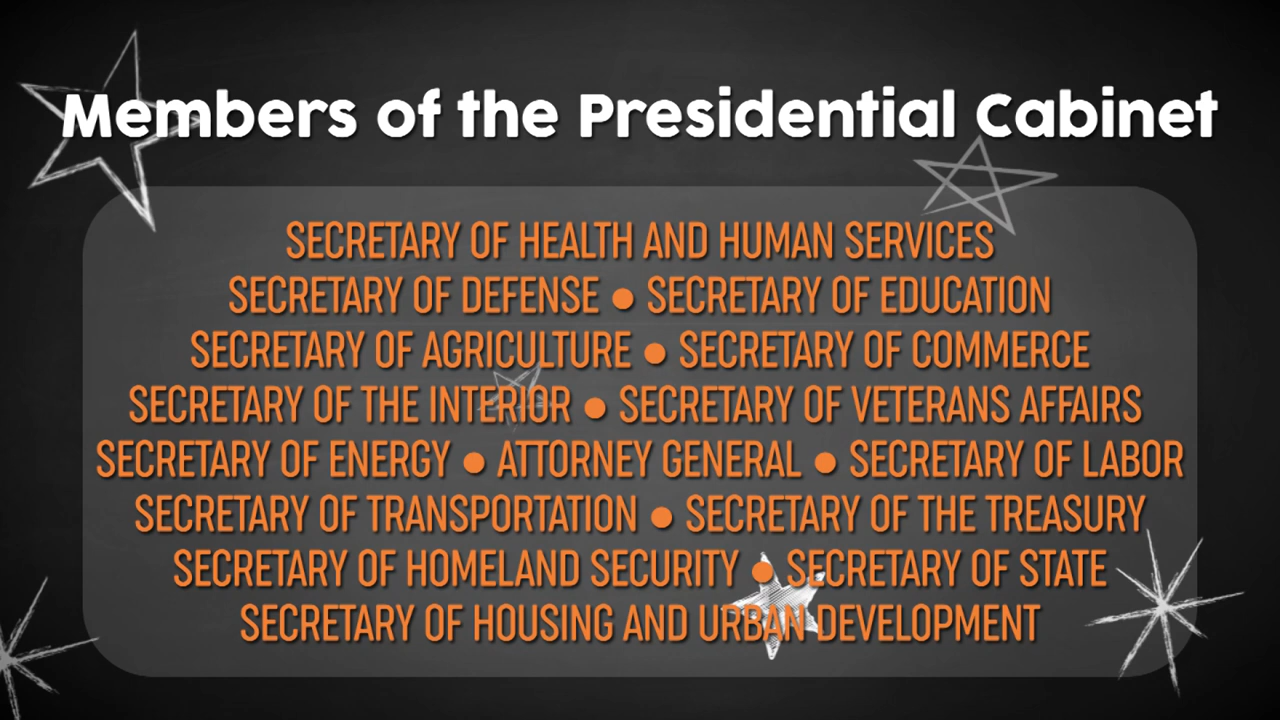 Members of the Presidential Cabinet
SECRETARY OF HEALTH AND HUMAN SERVICES
SECRETARY OF DEFENSE ● SECRETARY OF EDUCATION
SECRETARY OF AGRICULTURE ● SECRETARY OF COMMERCE
SECRETARY OF THE INTERIOR ● SECRETARY OF VETERANS AFFAIRS
SECRETARY OF ENERGY ● ATTORNEY GENERAL ● SECRETARY OF LABOR
SECRETARY OF TRANSPORTATION ● SECRETARY OF THE TREASURY
SECRETARY OF HOMELAND SECURITY ● SECRETARY OF STATE
SECRETARY OF HOUSING AND URBAN DEVELOPMENT